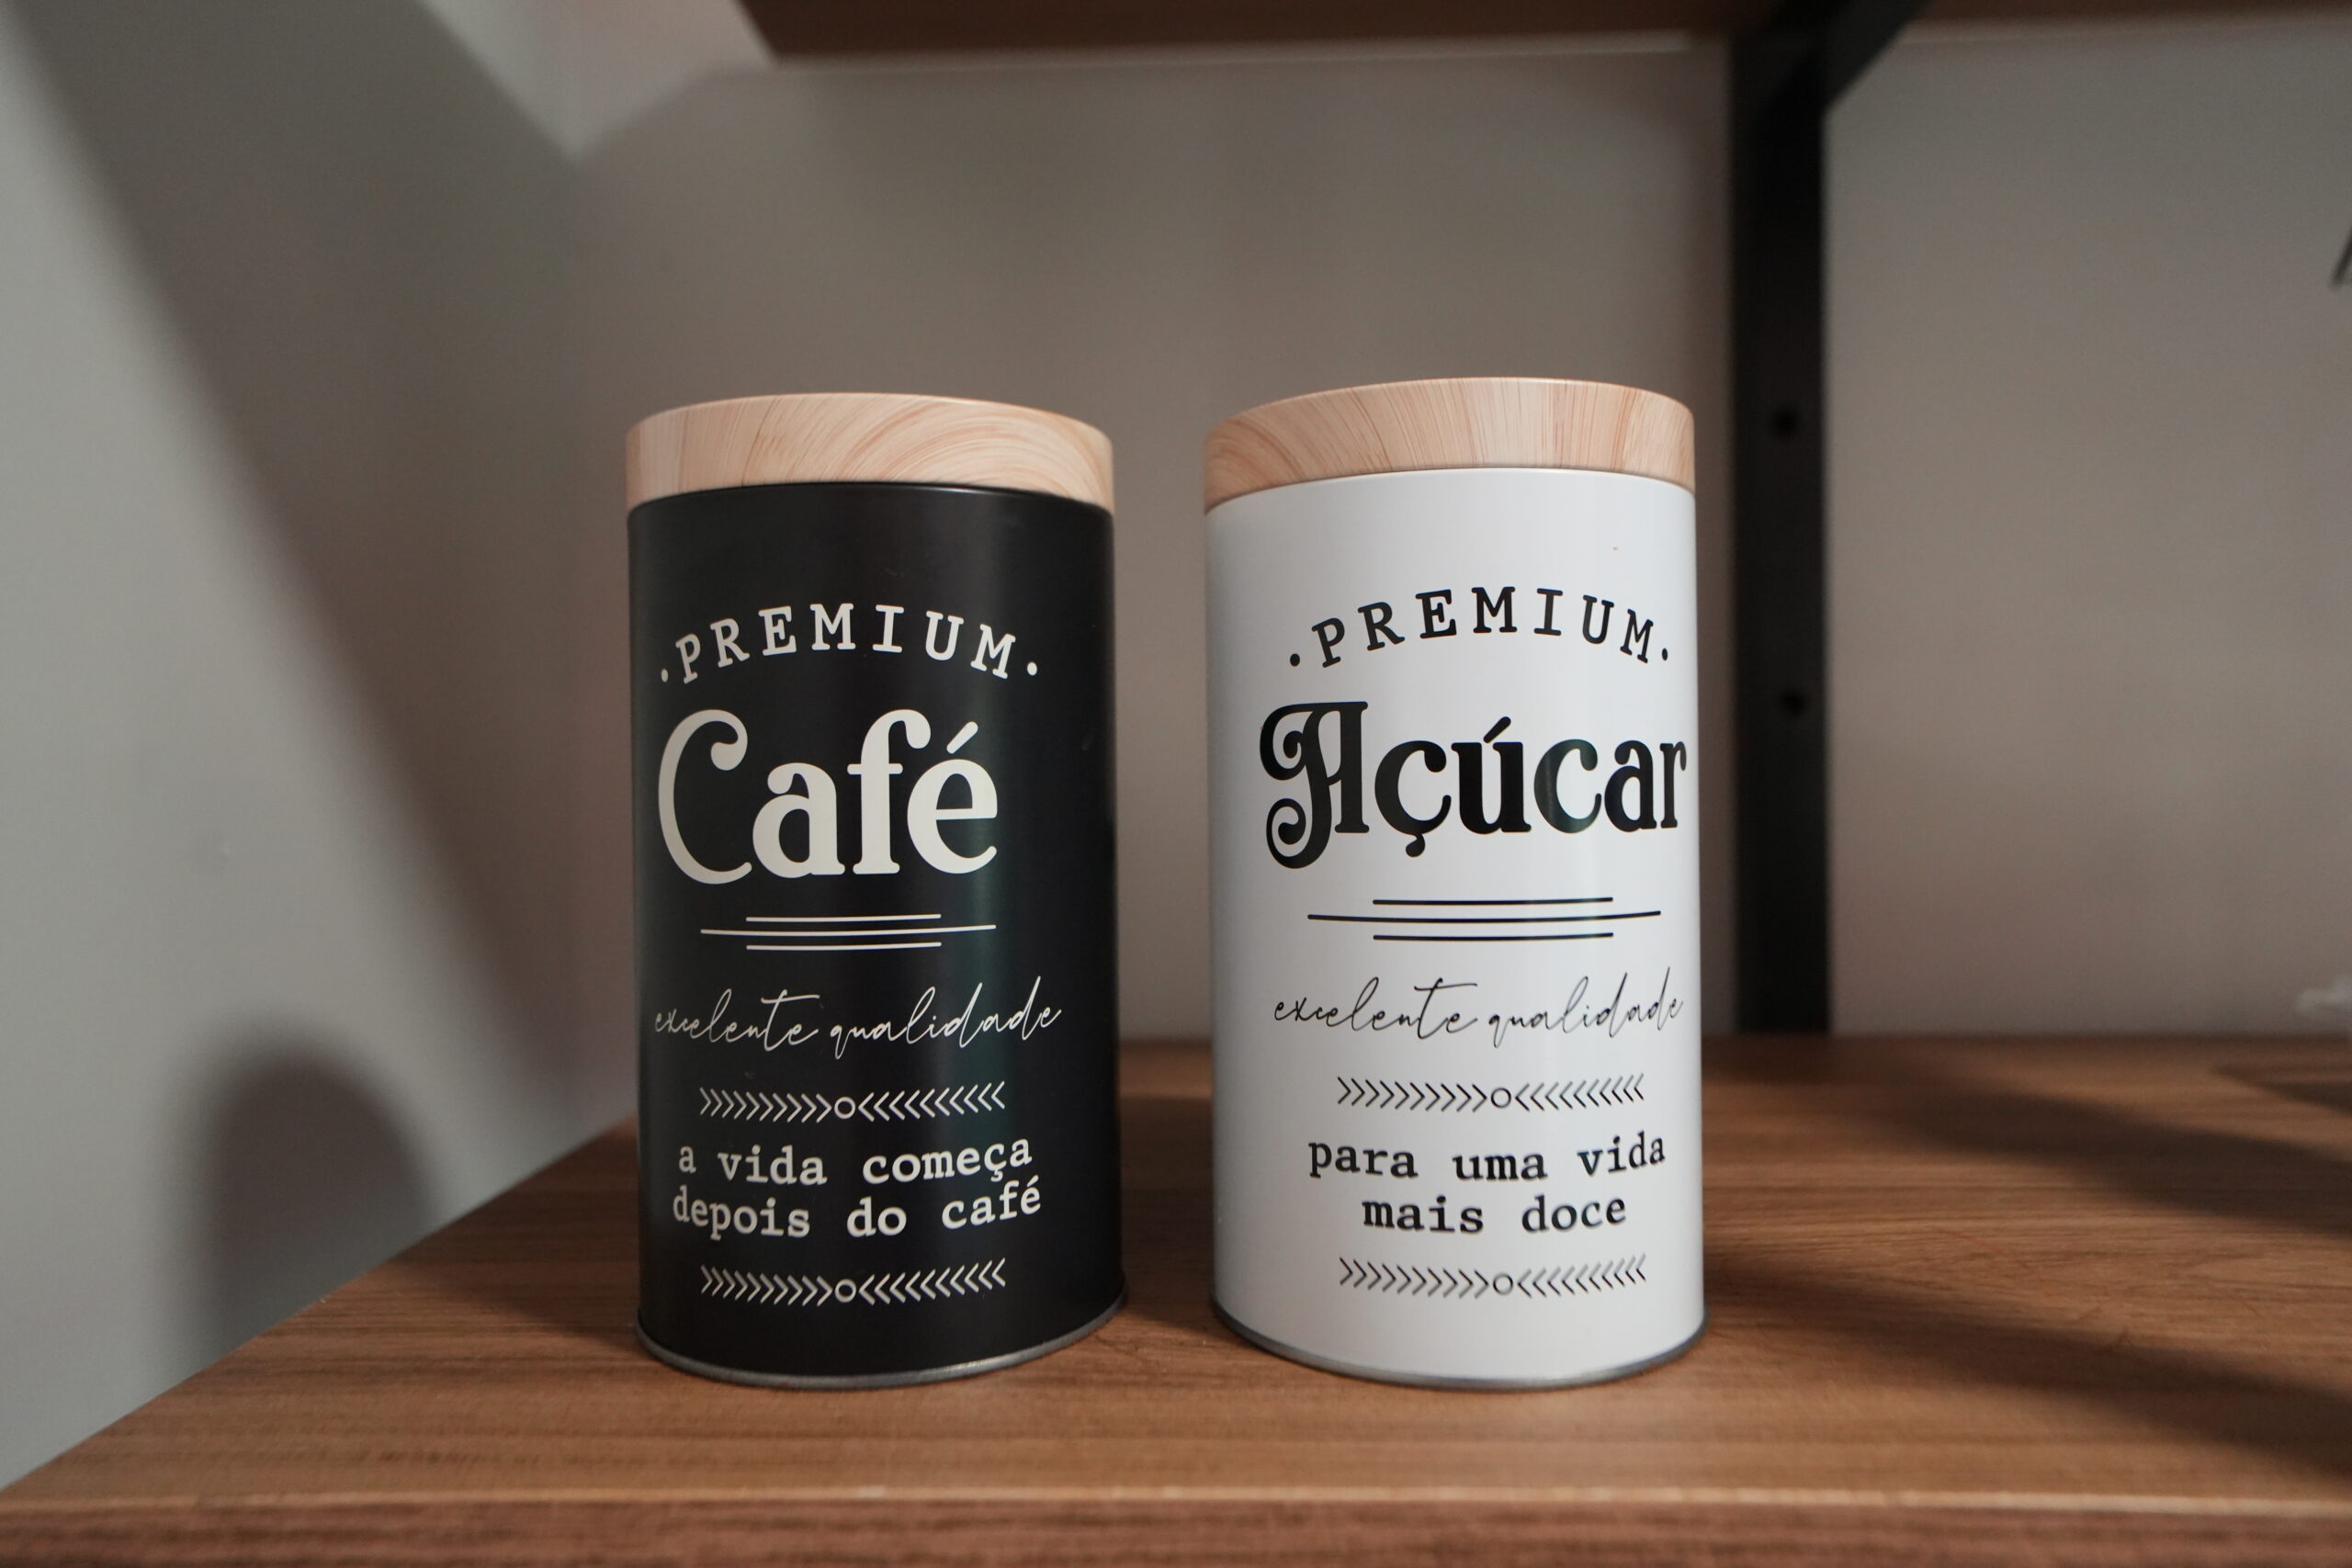 ·PREMIUM·
Café
excelente qualidade
a vida começa
depois do café
·PREMIUM·
Açúcar
excelente qualidade
para uma vida
mais doce